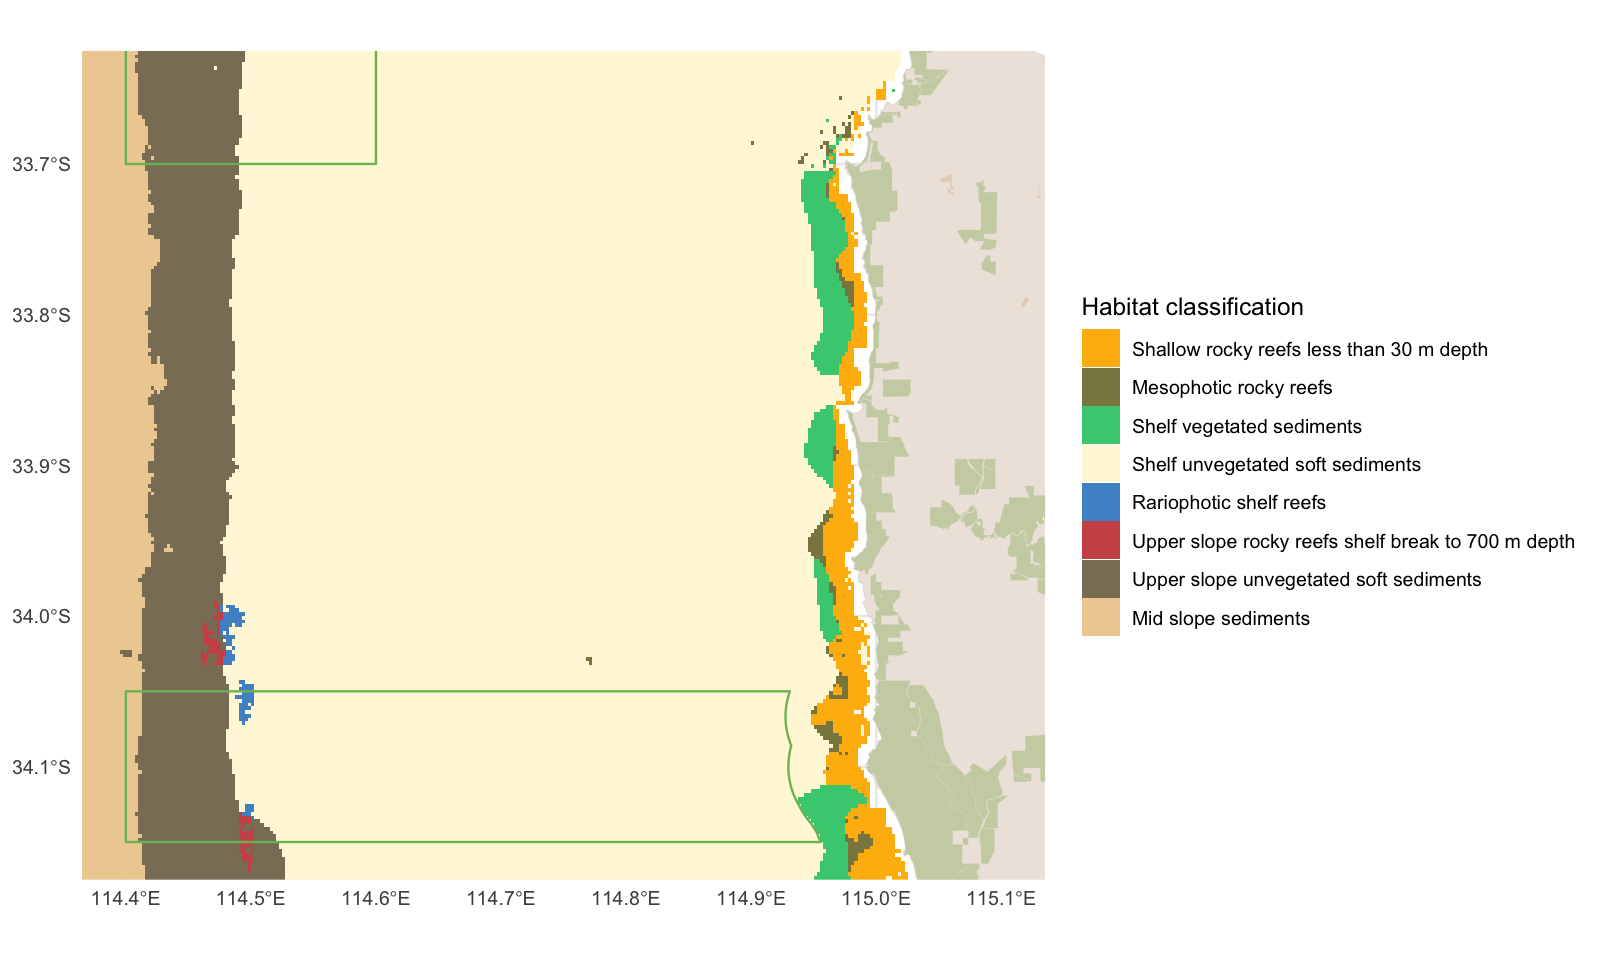 33.7°S
33.8°S
33.9°S
34.0°S
34.1°S
114.4°E
114.5°E
114.6°E
114.7°E
114.8°E
114.9°E
115.0°E
115.1°E
Habitat classification
Shallow rocky reefs less than 30 m depth
Mesophotic rocky reefs
Shelf vegetated sediments
Shelf unvegetated soft sediments
Rariophotic shelf reefs
Upper slope rocky reefs shelf break to 700 m depth
Upper slope unvegetated soft sediments
Mid slope sediments